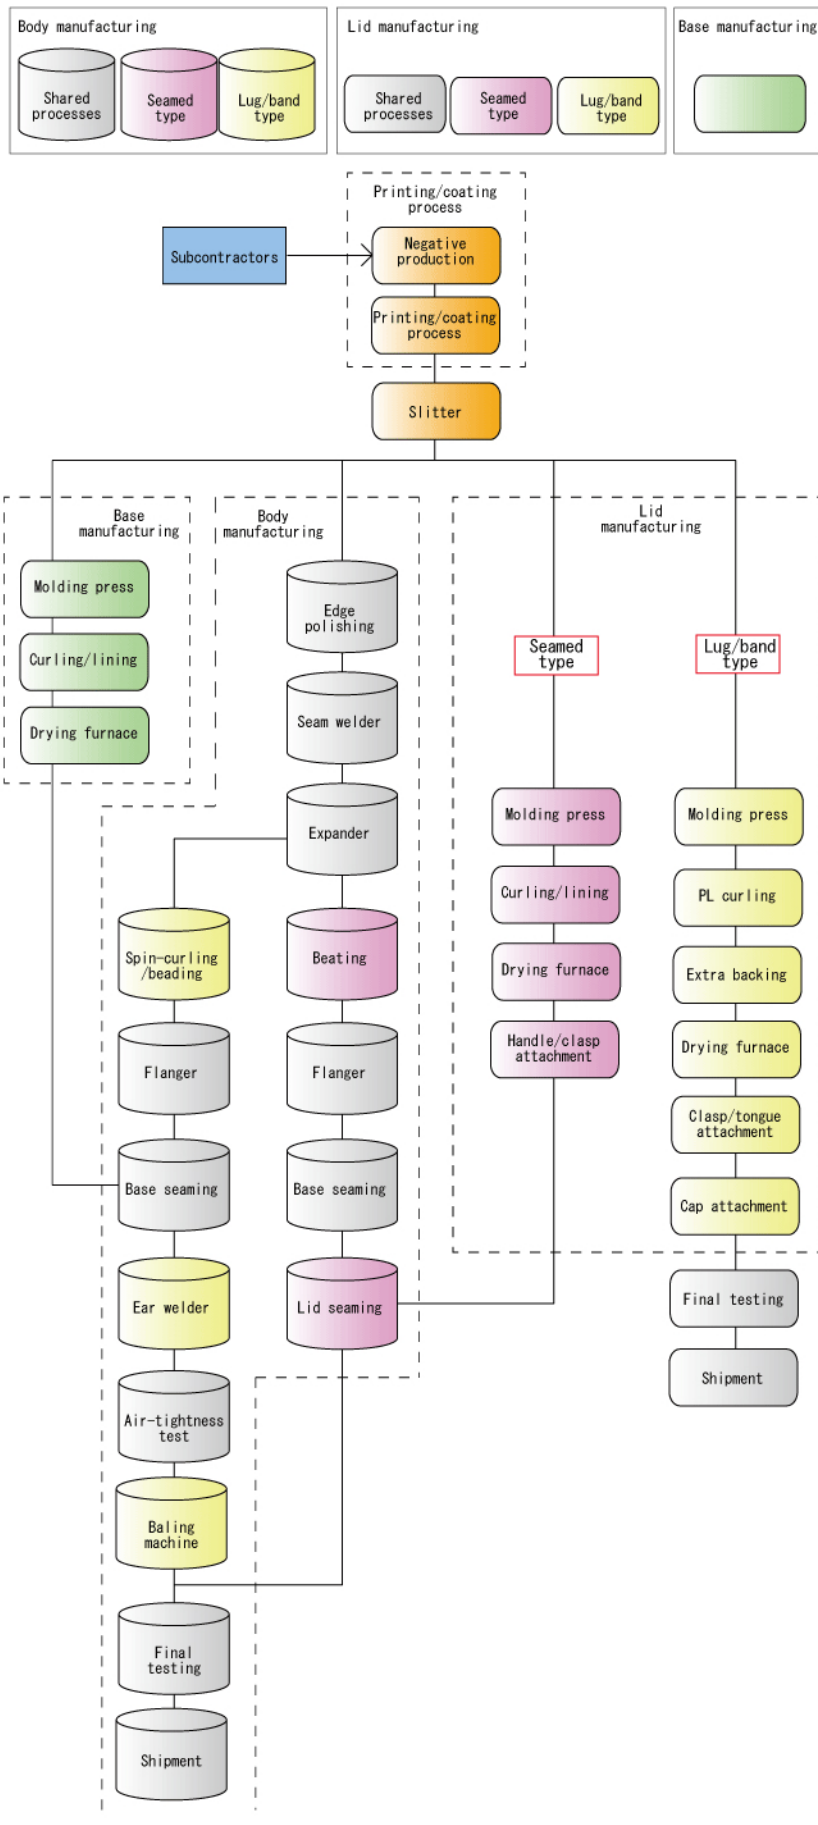 Body manufacturing
Shared
processes
Seamed
type
Lug/band
type
Lid manufacturing
Shared
processes
Seamed
type
Lug/band
type
Base manufacturing
Printing/coating
process
Subcontractors
Negative
production
Printing/coating
process
Slitter
Base
manufacturing
Molding press
Curling/lining
Drying furnace
Body
manufacturing
Edge
polishing
Seam welder
Expander
Spin-curling
/beading
Flanger
Base seaming
Ear welder
Air-tightness
test
Baling
machine
Final
testing
Shipment
Beating
Flanger
Base seaming
Lid seaming
Lid
manufacturing
Seamed
type
Molding press
Curling/lining
Drying furnace
Handle/clasp
attachment
Lug/band
type
Molding press
PL curling
Extra backing
Drying furnace
Clasp/tongue
attachment
Cap attachment
Final testing
Shipment